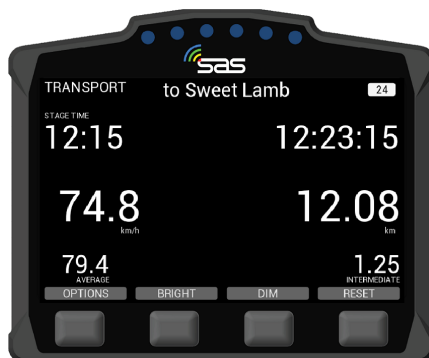 sas
TRANSPORT to Sweet Lamb 24
STAGE TIME
12:15 12:23:15
74.8 12.08
km/h km
79.4 1.25
AVERAGE INTERMEDIATE
OPTIONS BRIGHT DIM RESET